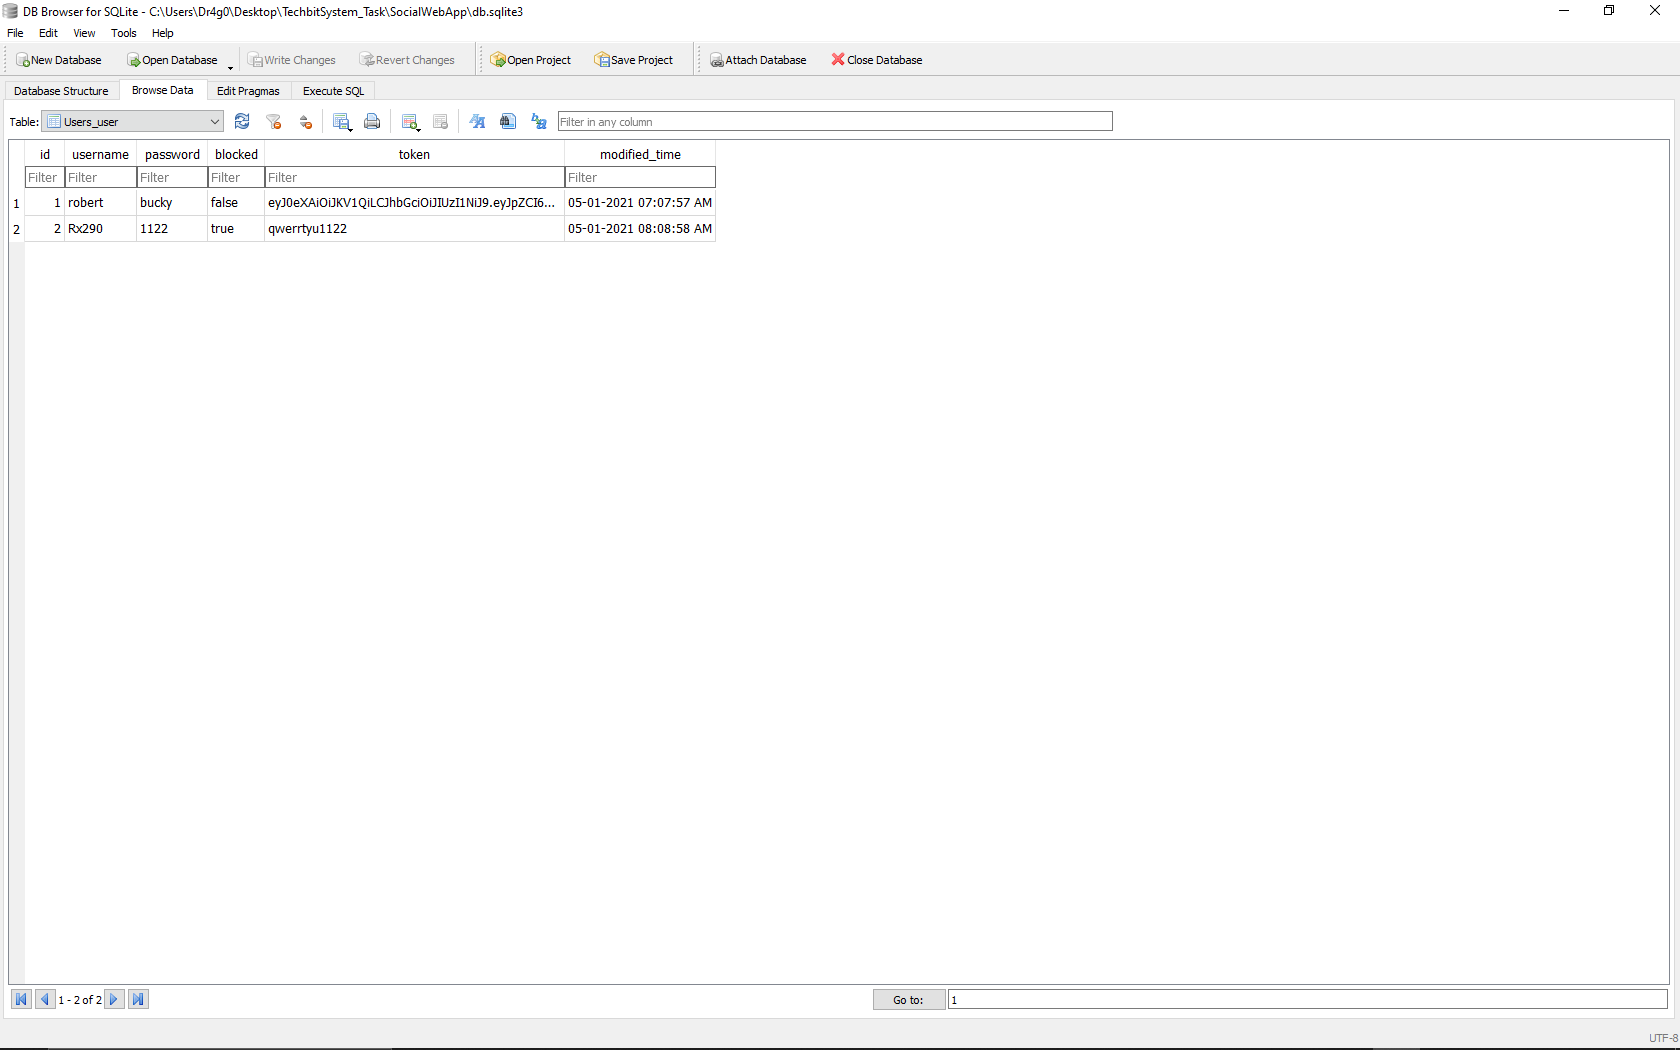 DB Browser for SQLite - C:\Users\Dr4g0\Desktop\TechbitSystem_Task\SocialWebApp\db.sqlite3
File Edit View Tools Help
New Database Open Database Write Changes Revert Changes Open Project Save Project Attach Database Close Database
Database Structure Browse Data Edit Pragmas Execute SQL
Table: Users_user Filter in any column
id username password blocked token modified_time
Filter Filter Filter Filter Filter Filter
1 1 robert bucky false eyJ0eXAiOiJKV1QiLCJhbGciOiJIUzI1NiJ9.eyJpZCI6... 05-01-2021 07:07:57 AM
2 2 Rx290 1122 true qwerrtyu1122 05-01-2021 08:08:58 AM
1 - 2 of 2 Go to: 1
UTF-8